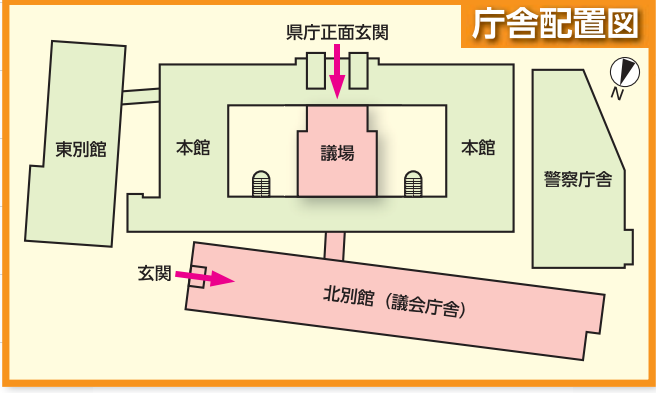 庁舎配置図
県庁正面玄関
N
東別館
本館
議場
本館
警察庁舎
玄関
北別館（議会庁舎）